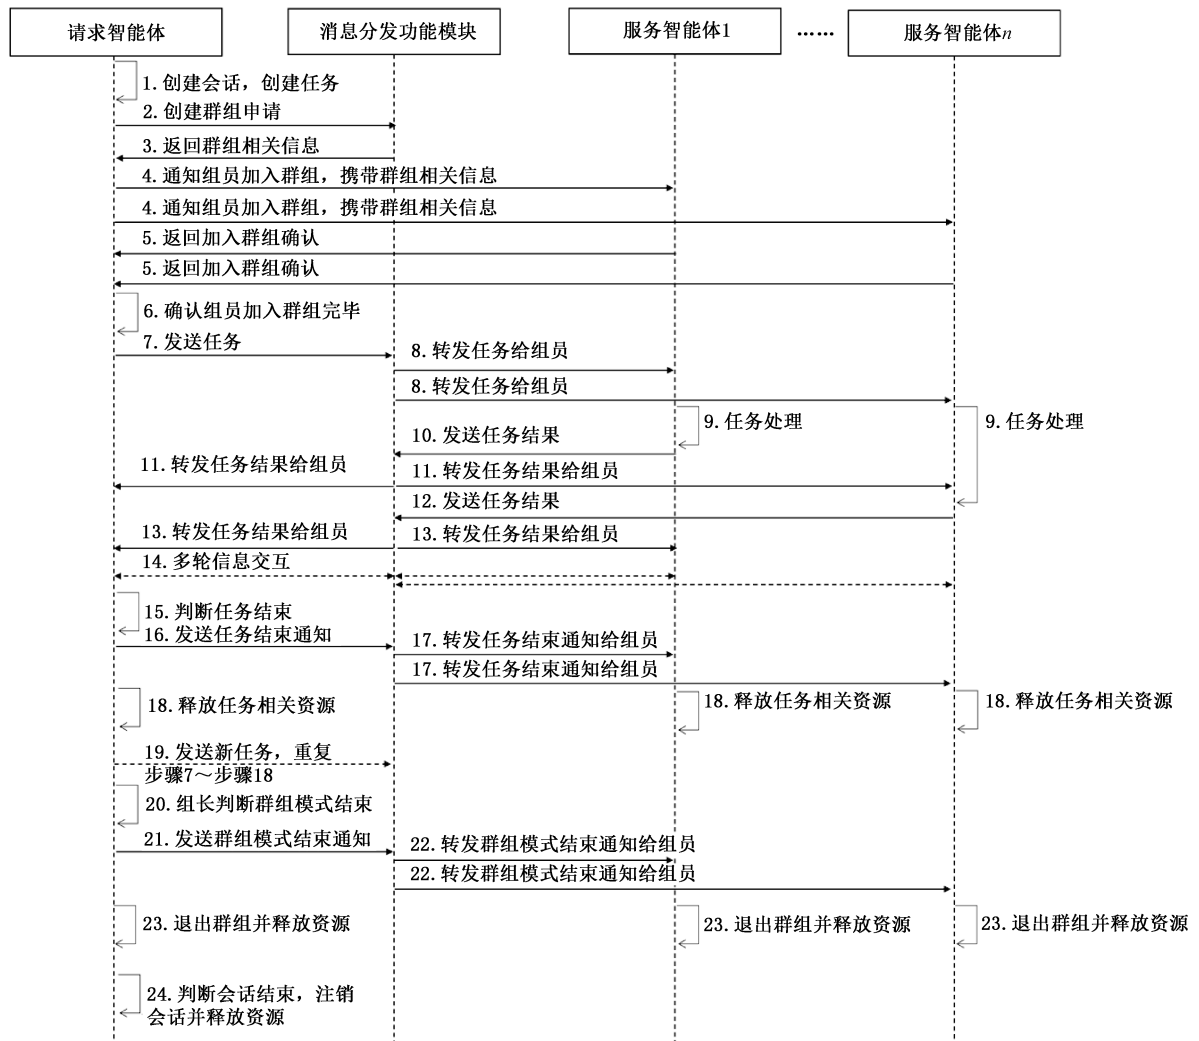 请求智能体
消息分发功能模块
服务智能体1
……
服务智能体n
1.创建会话，创建任务
2.创建群组申请
3.返回群组相关信息
4.通知组员加入群组，携带群组相关信息
4.通知组员加入群组，携带群组相关信息
5.返回加入群组确认
5.返回加入群组确认
6.确认组员加入群组完毕
7.发送任务
8.转发任务给组员
8.转发任务给组员
9.任务处理
9.任务处理
10.发送任务结果
11.转发任务结果给组员
11.转发任务结果给组员
12.发送任务结果
13.转发任务结果给组员
13.转发任务结果给组员
14.多轮信息交互
15.判断任务结束
16.发送任务结束通知
17.转发任务结束通知给组员
17.转发任务结束通知给组员
18.释放任务相关资源
18.释放任务相关资源
18.释放任务相关资源
19.发送新任务，重复
步骤7～步骤18
20.组长判断群组模式结束
21.发送群组模式结束通知
22.转发群组模式结束通知给组员
22.转发群组模式结束通知给组员
23.退出群组并释放资源
23.退出群组并释放资源
23.退出群组并释放资源
24.判断会话结束，注销
会话并释放资源